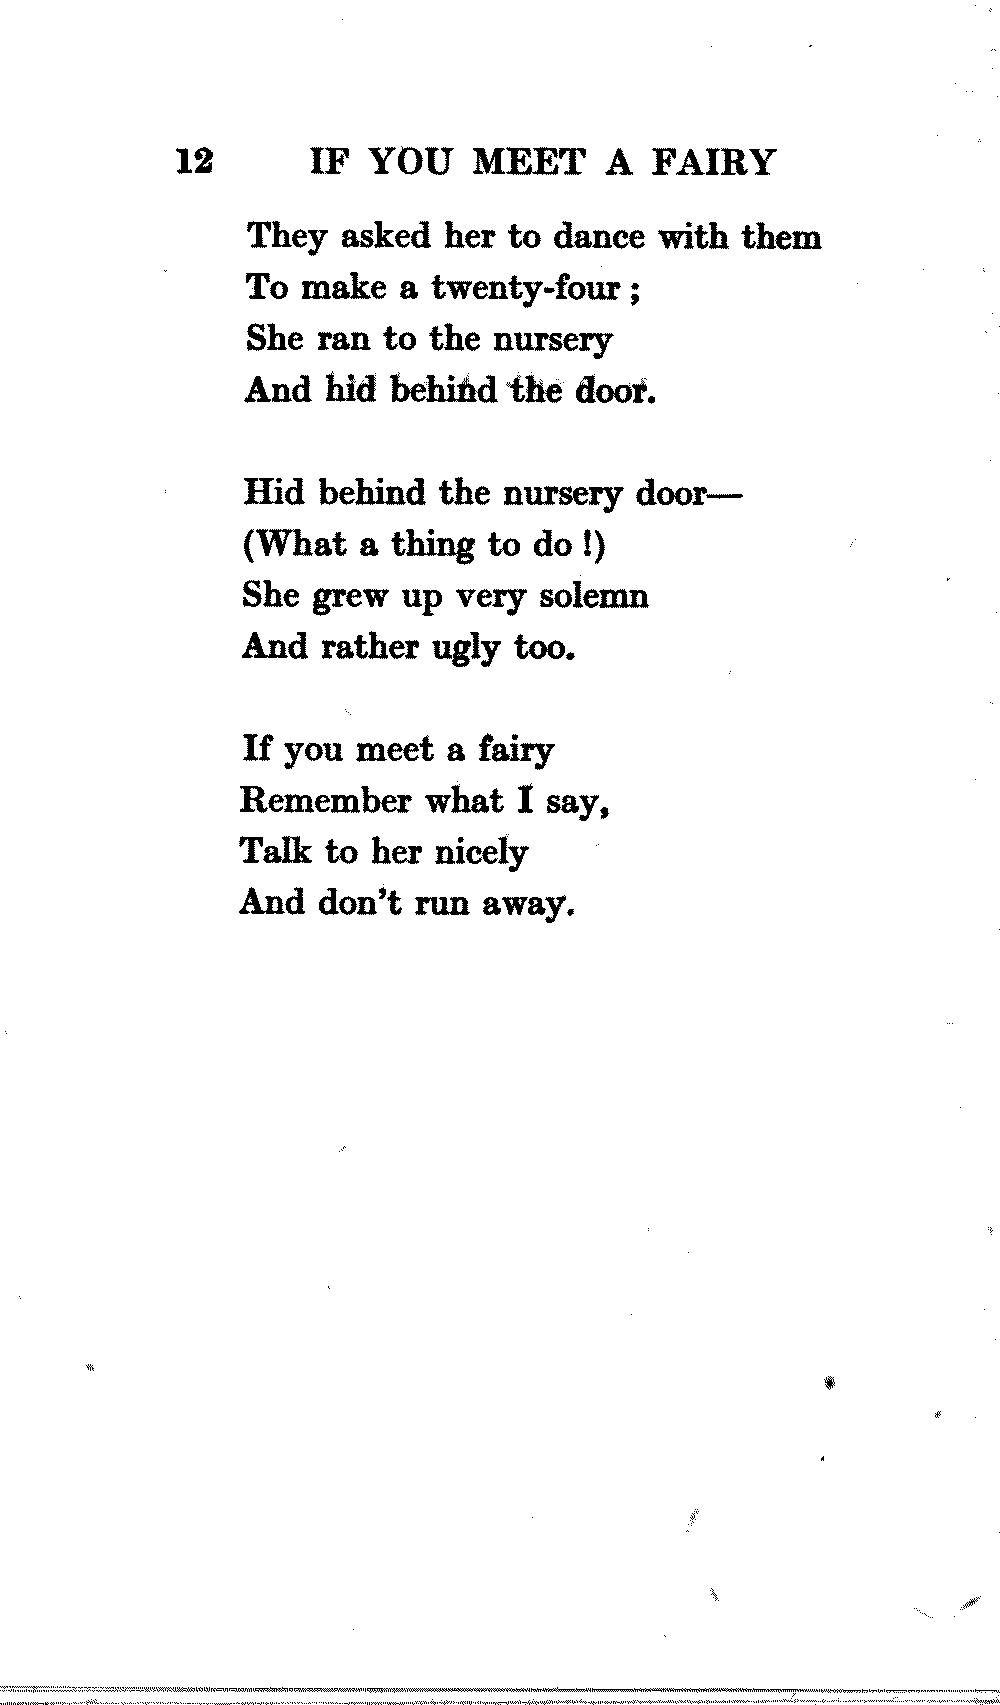 12 IF YOU MEET A FAIRY
They asked her to dance with them
To make a twenty-four ;
She ran to the nursery
And hid behind the door.
Hid behind the nursery door—
(What a thing to do !)
She grew up very solemn
And rather ugly too.
If you meet a fairy
Remember what I say,
Talk to her nicely
And don't run away.